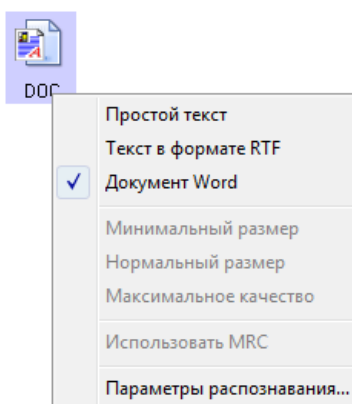 DOC
Простой текст
Текст в формате RTF
Документ Word
Минимальный размер
Нормальный размер
Максимальное качество
Использовать MRC
Параметры распознавания...